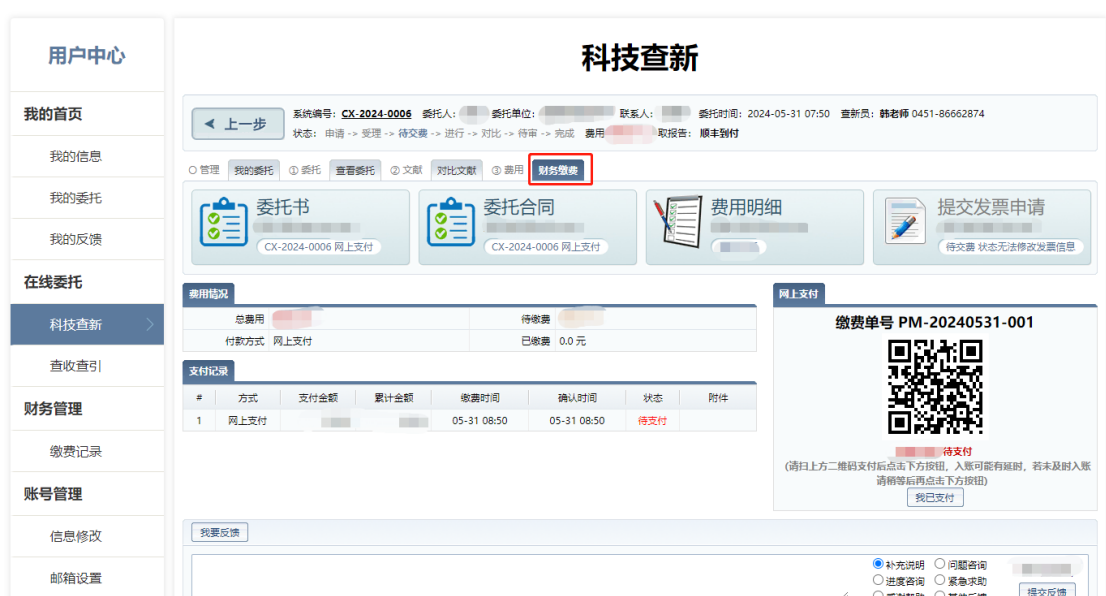 用户中心
我的首页
我的信息
我的委托
我的反馈
在线委托
科技查新
查收查引
财务管理
缴费记录
账号管理
信息修改
邮箱设置
科技查新
上一步
系统编号: CX-2024-0006 委托人: 委托单位: 联系人: 委托时间: 2024-05-31 07:50 查新员: 韩老师 0451-86662874
状态: 申请 -> 受理 -> 待交费 -> 进行 -> 对比 -> 待审 -> 完成 费用 取报告: 顺丰到付
管理 我的委托 ① 委托 查看委托 ② 文献 对比文献 ③ 费用 财务缴费
委托书
CX-2024-0006 网上支付
委托合同
CX-2024-0006 网上支付
费用明细
提交发票申请
待交费 状态无法修改发票信息
费用情况
总费用 待缴费
付款方式 网上支付 已缴费 0.0 元
支付记录
# 方式 支付金额 累计金额 缴费时间 确认时间 状态 附件
1 网上支付 05-31 08:50 05-31 08:50 待支付
网上支付
缴费单号 PM-20240531-001
待支付
(请扫上方二维码支付后点击下方按钮，入账可能有延时，若未及时入账
请稍等后再点击下方按钮)
我已支付
我要反馈
补充说明 问题咨询
进度咨询 紧急求助
提交反馈